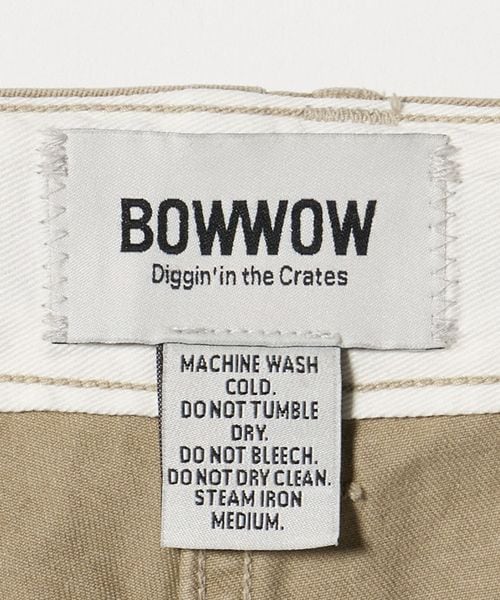 BOWWOW
Diggin' in the Crates
MACHINE WASH
COLD.
DO NOT TUMBLE
DRY.
DO NOT BLEECH.
DO NOT DRY CLEAN.
STEAM IRON
MEDIUM.